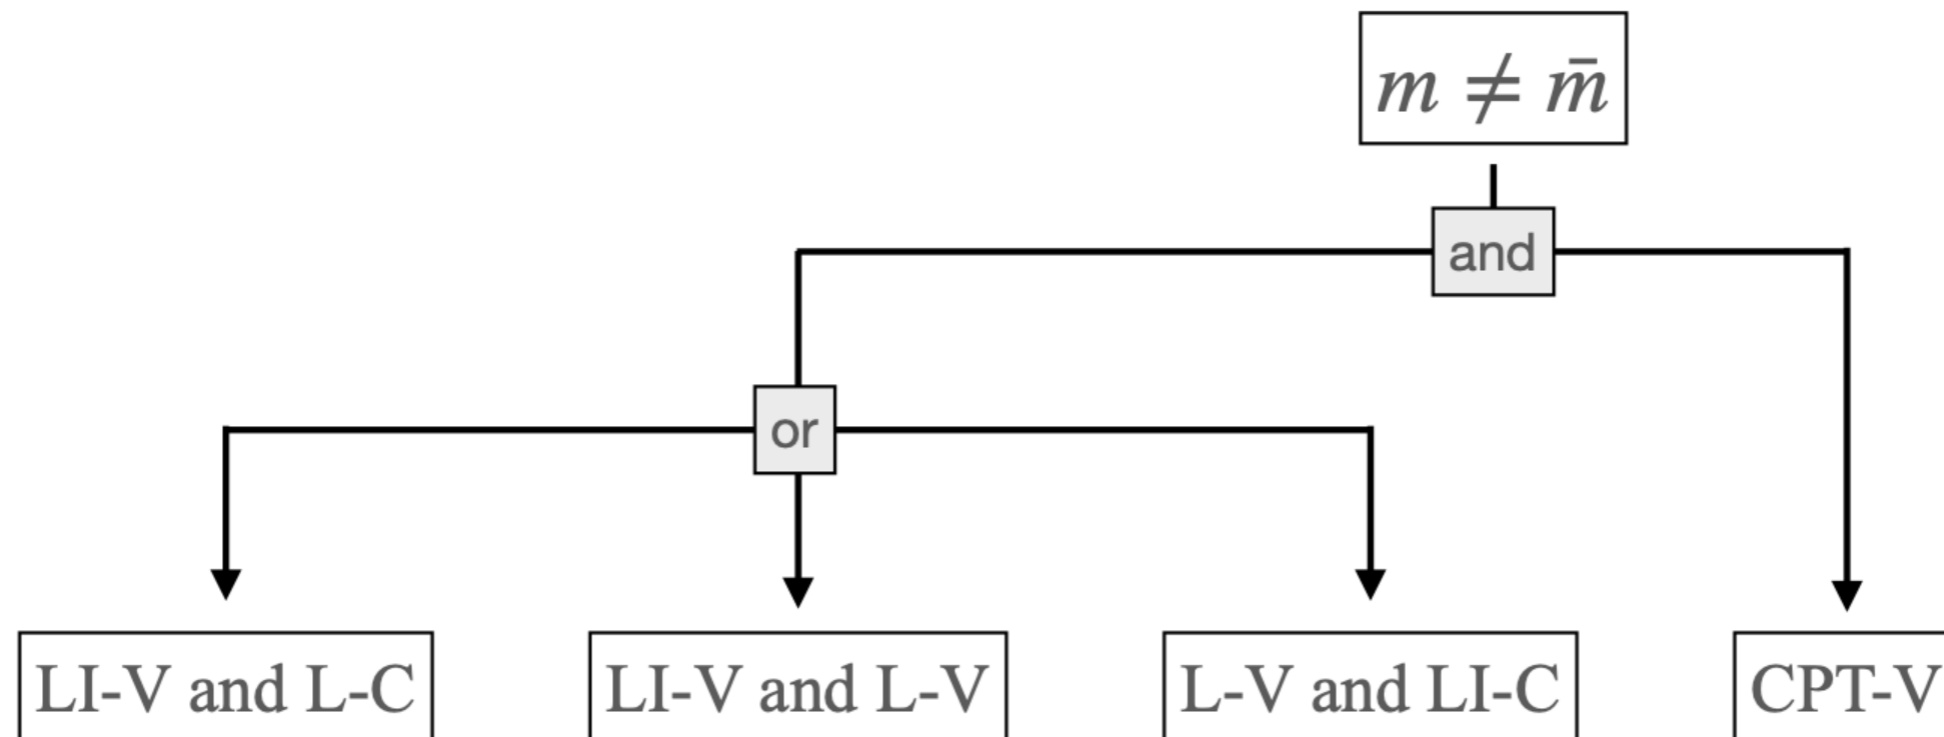 m ≠ m̄
and
or
LI-V and L-C
LI-V and L-V
L-V and LI-C
CPT-V